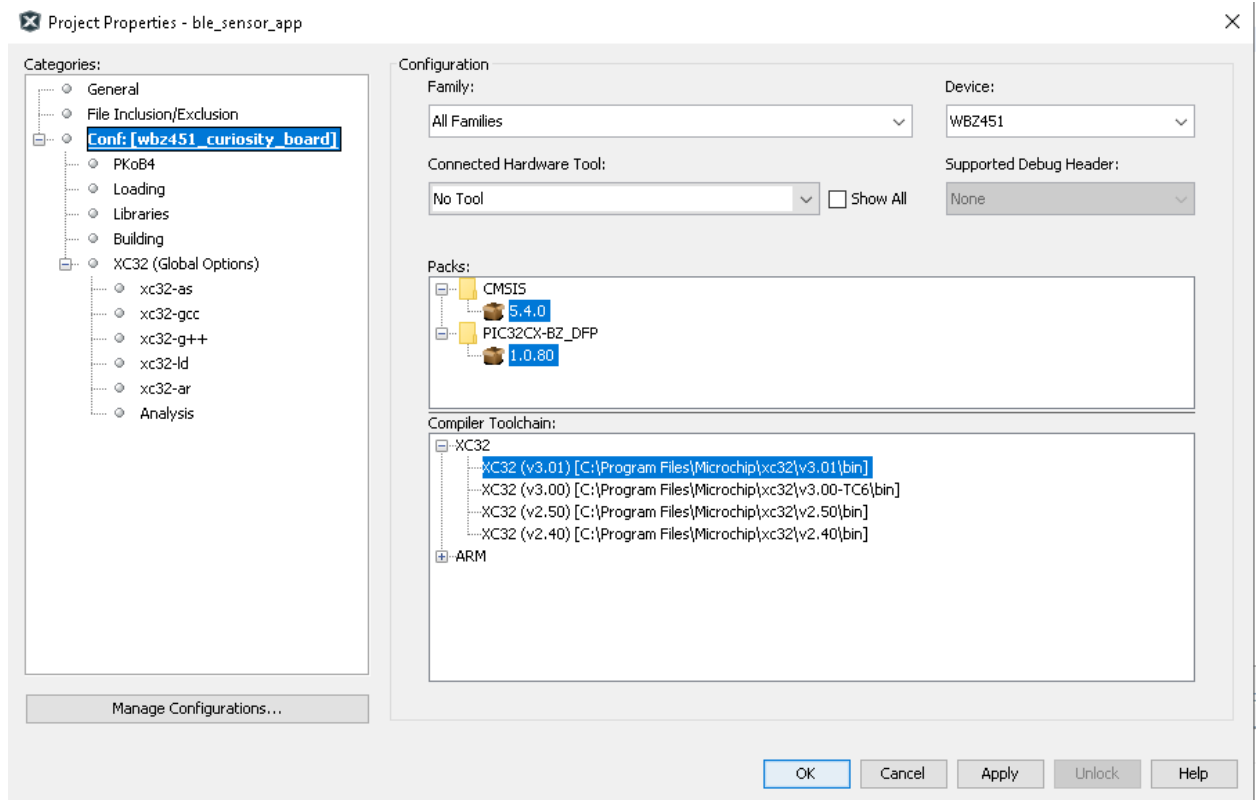 Project Properties - ble_sensor_app
Categories:
General
File Inclusion/Exclusion
Conf: [wbz451_curiosity_board]
PKoB4
Loading
Libraries
Building
XC32 (Global Options)
xc32-as
xc32-gcc
xc32-g++
xc32-ld
xc32-ar
Analysis
Manage Configurations...
Configuration
Family:
Device:
All Families
WBZ451
Connected Hardware Tool:
Supported Debug Header:
No Tool
Show All
None
Packs:
CMSIS
5.4.0
PIC32CX-BZ_DFP
1.0.80
Compiler Toolchain:
XC32
XC32 (v3.01) [C:\Program Files\Microchip\xc32\v3.01\bin]
XC32 (v3.00) [C:\Program Files\Microchip\xc32\v3.00-TC6\bin]
XC32 (v2.50) [C:\Program Files\Microchip\xc32\v2.50\bin]
XC32 (v2.40) [C:\Program Files\Microchip\xc32\v2.40\bin]
ARM
OK
Cancel
Apply
Unlock
Help